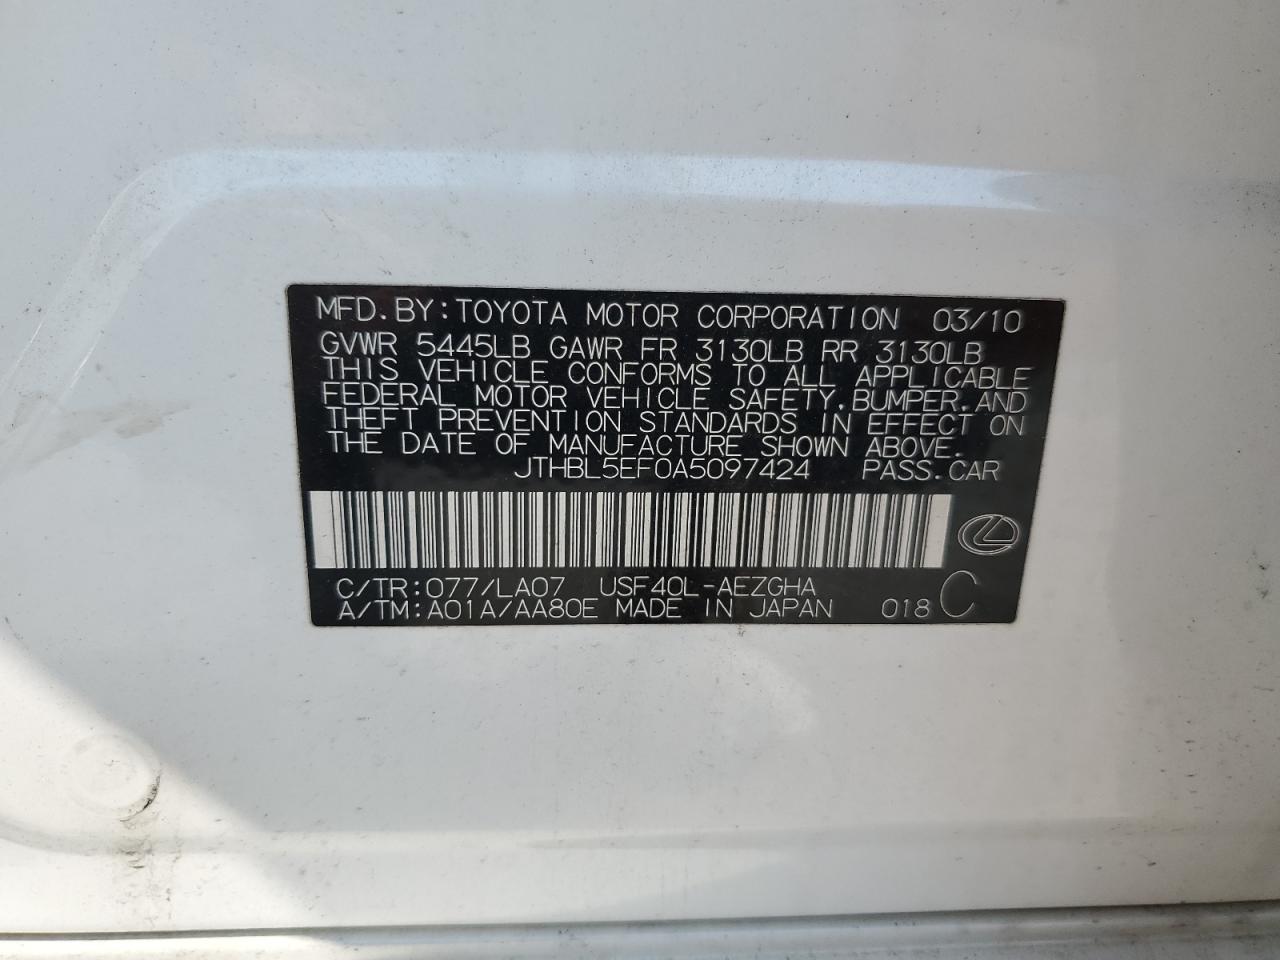 MFD. BY: TOYOTA MOTOR CORPORATION 03/10
GVWR 5445LB GAWR FR 3130LB RR 3130LB
THIS VEHICLE CONFORMS TO ALL APPLICABLE
FEDERAL MOTOR VEHICLE SAFETY, BUMPER, AND
THEFT PREVENTION STANDARDS IN EFFECT ON
THE DATE OF MANUFACTURE SHOWN ABOVE.
JTHBL5EF0A5097424 PASS. CAR
C/TR: 077/LA07 USF40L-AEZGHA
A/TM: A01A/AA80E MADE IN JAPAN 018 C